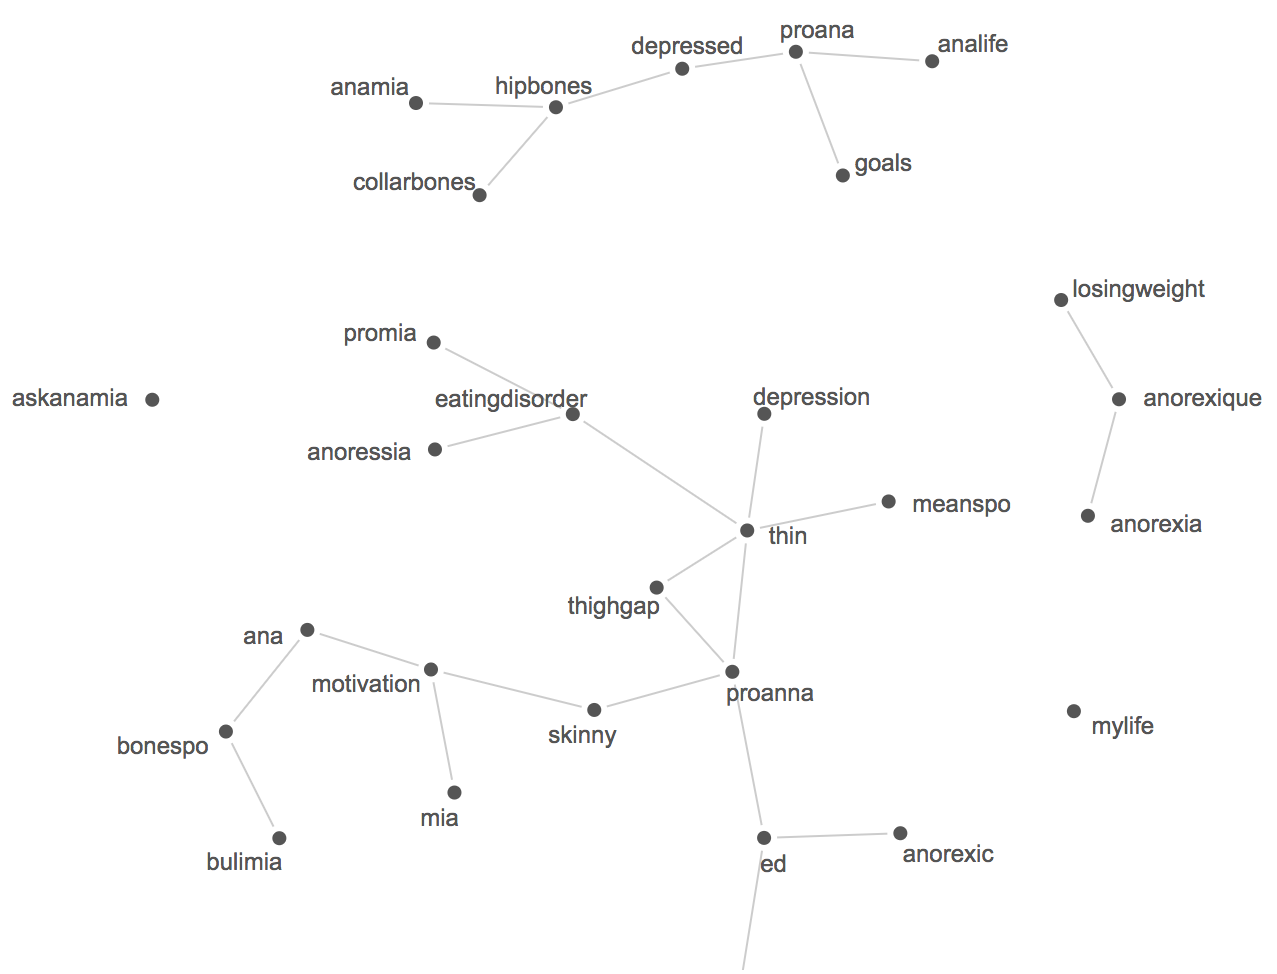 proana
analife
depressed
hipbones
anamia
goals
collarbones
losingweight
promia
askanamia
eatingdisorder
depression
anorexique
anoressia
meanspo
anorexia
thin
thighgap
ana
motivation
proanna
skinny
mylife
bonespo
mia
anorexic
bulimia
ed